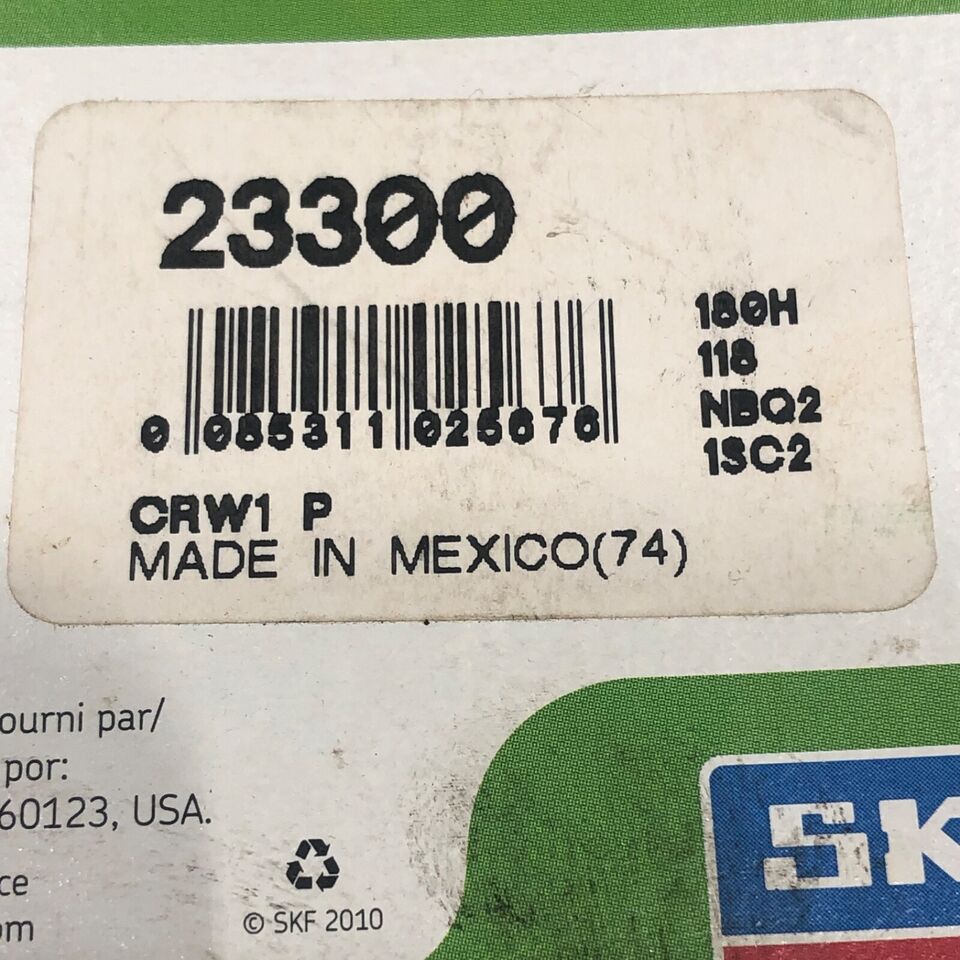 23300
180H
118
NBQ2
1SC2
0 085311 025676
CRW1 P
MADE IN MEXICO(74)
ourni par/
por:
60123, USA.
ce
om
© SKF 2010
SK